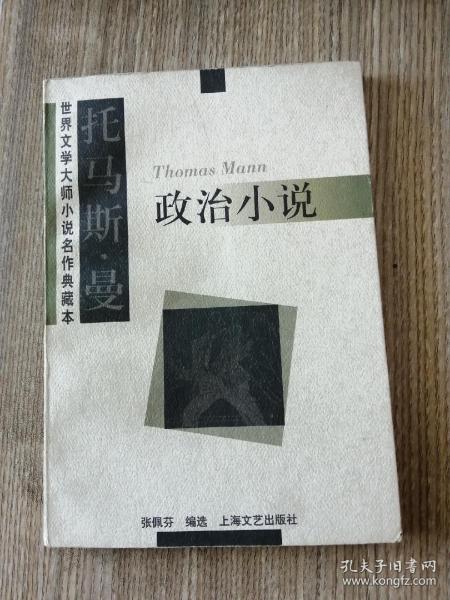 世界文学大师小说名作典藏本
托马斯·曼
Thomas Mann
政治小说
张佩芬 编选 上海文艺出版社
孔夫子旧书网
www.kongfz.com